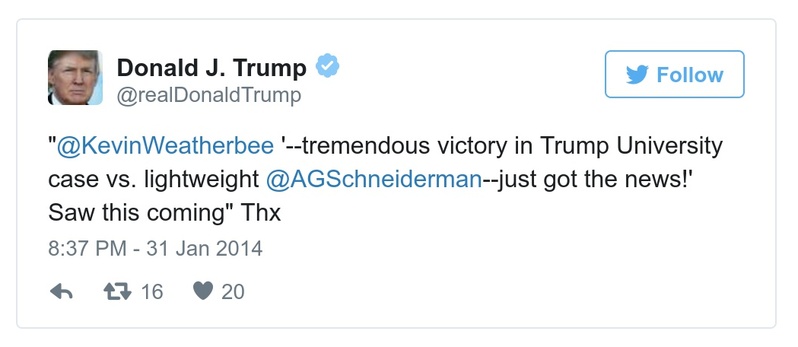 Donald J. Trump
@realDonaldTrump
Follow
"@KevinWeatherbee '--tremendous victory in Trump University
case vs. lightweight @AGSchneiderman--just got the news!'
Saw this coming" Thx
8:37 PM - 31 Jan 2014
16 20